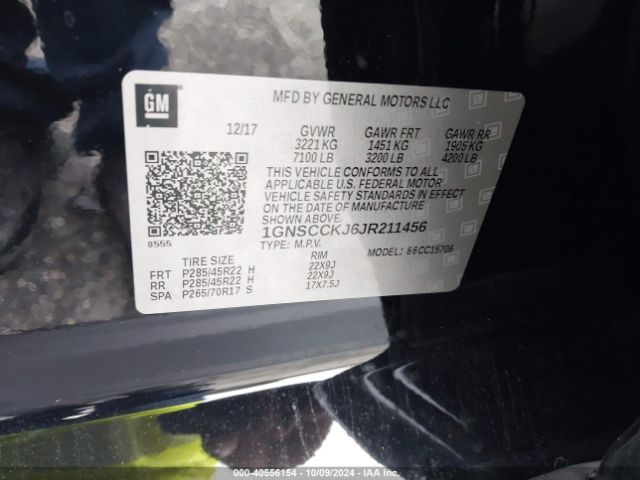 GM
MFD BY GENERAL MOTORS LLC
12/17 GVWR GAWR FRT GAWR RR
3221 KG 1451 KG 1905 KG
7100 LB 3200 LB 4200 LB
THIS VEHICLE CONFORMS TO ALL
APPLICABLE U.S. FEDERAL MOTOR
VEHICLE SAFETY STANDARDS IN EFFECT
ON THE DATE OF MANUFACTURE
SHOWN ABOVE.
1GNSCCKJ6JR211456
8555
TYPE: M.P.V. MODEL: 66CC15706
TIRE SIZE RIM
FRT P285/45R22 H 22X9J
RR P285/45R22 H 22X9J
SPA P265/70R17 S 17X7.5J
000-40556154 - 10/09/2024 - IAA Inc.